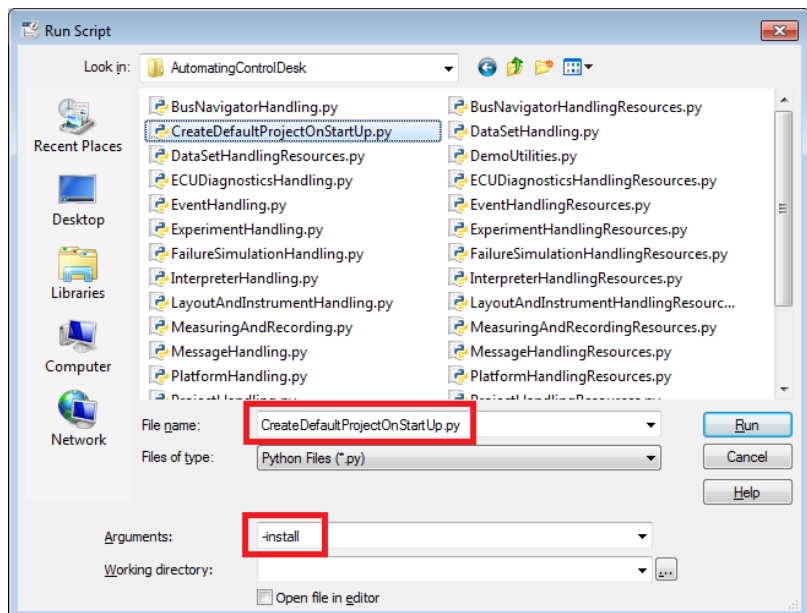 Run Script
Look in: AutomatingControlDesk
Recent Places
Desktop
Libraries
Computer
Network
BusNavigatorHandling.py
CreateDefaultProjectOnStartUp.py
DataSetHandlingResources.py
ECUDiagnosticsHandling.py
EventHandling.py
ExperimentHandling.py
FailureSimulationHandling.py
InterpreterHandling.py
LayoutAndInstrumentHandling.py
MeasuringAndRecording.py
MessageHandling.py
PlatformHandling.py
BusNavigatorHandlingResources.py
DataSetHandling.py
DemoUtilities.py
ECUDiagnosticsHandlingResources.py
EventHandlingResources.py
ExperimentHandlingResources.py
FailureSimulationHandlingResources.py
InterpreterHandlingResources.py
LayoutAndInstrumentHandlingResourc...
MeasuringAndRecordingResources.py
MessageHandlingResources.py
PlatformHandlingResources.py
File name: CreateDefaultProjectOnStartUp.py
Run
Files of type: Python Files (*.py)
Cancel
Help
Arguments: -install
Working directory:
...
Open file in editor